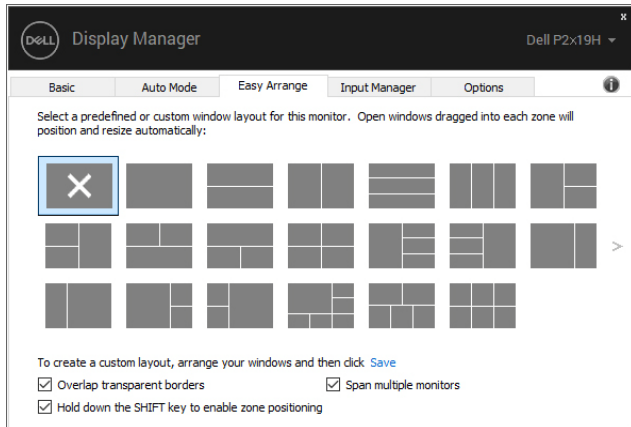 x
DELL Display Manager Dell P2x19H
Basic Auto Mode Easy Arrange Input Manager Options i
Select a predefined or custom window layout for this monitor. Open windows dragged into each zone will
position and resize automatically:
>
To create a custom layout, arrange your windows and then click Save
Overlap transparent borders Span multiple monitors
Hold down the SHIFT key to enable zone positioning